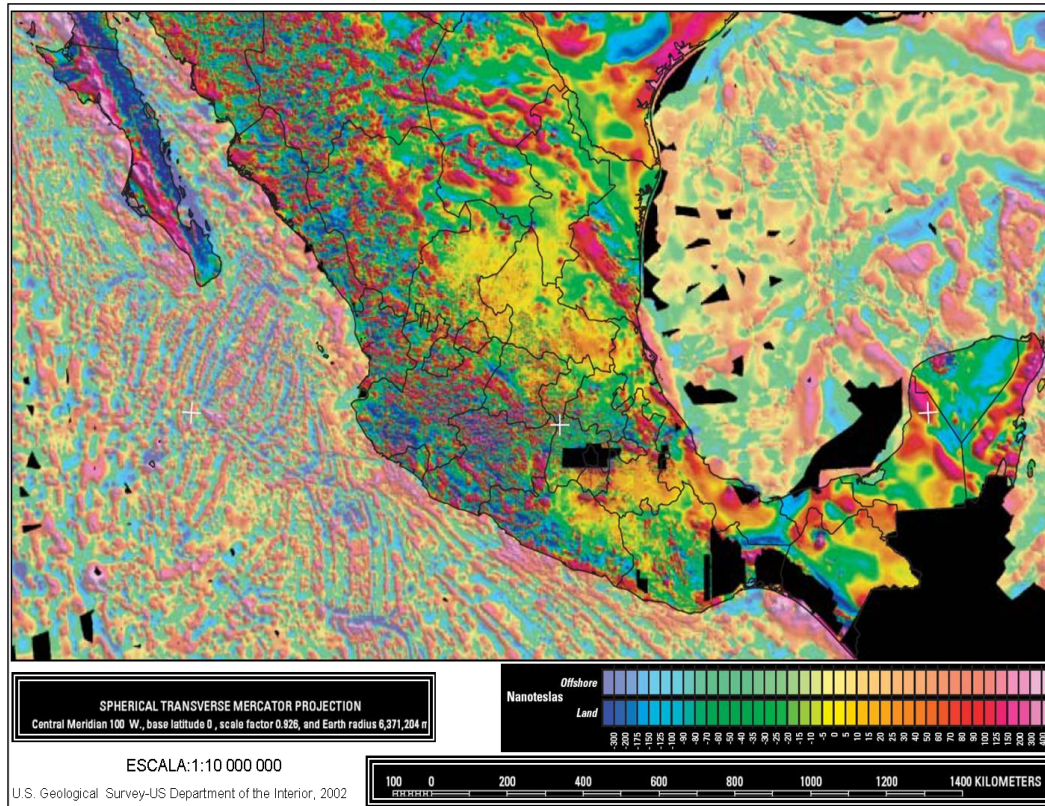 SPHERICAL TRANSVERSE MERCATOR PROJECTION
Central Meridian 100 W., base latitude 0 , scale factor 0.926, and Earth radius 6,371,204 m
ESCALA:1:10 000 000
U.S. Geological Survey-US Department of the Interior, 2002
Offshore
Nanoteslas
Land
-300 -200 -175 -150 -125 -100 -90 -80 -70 -60 -50 -40 -35 -30 -25 -20 -15 -10 -5 0 5 10 15 20 25 30 35 40 50 60 70 80 90 100 125 150 200 300 400
100 0 200 400 600 800 1000 1200 1400 KILOMETERS